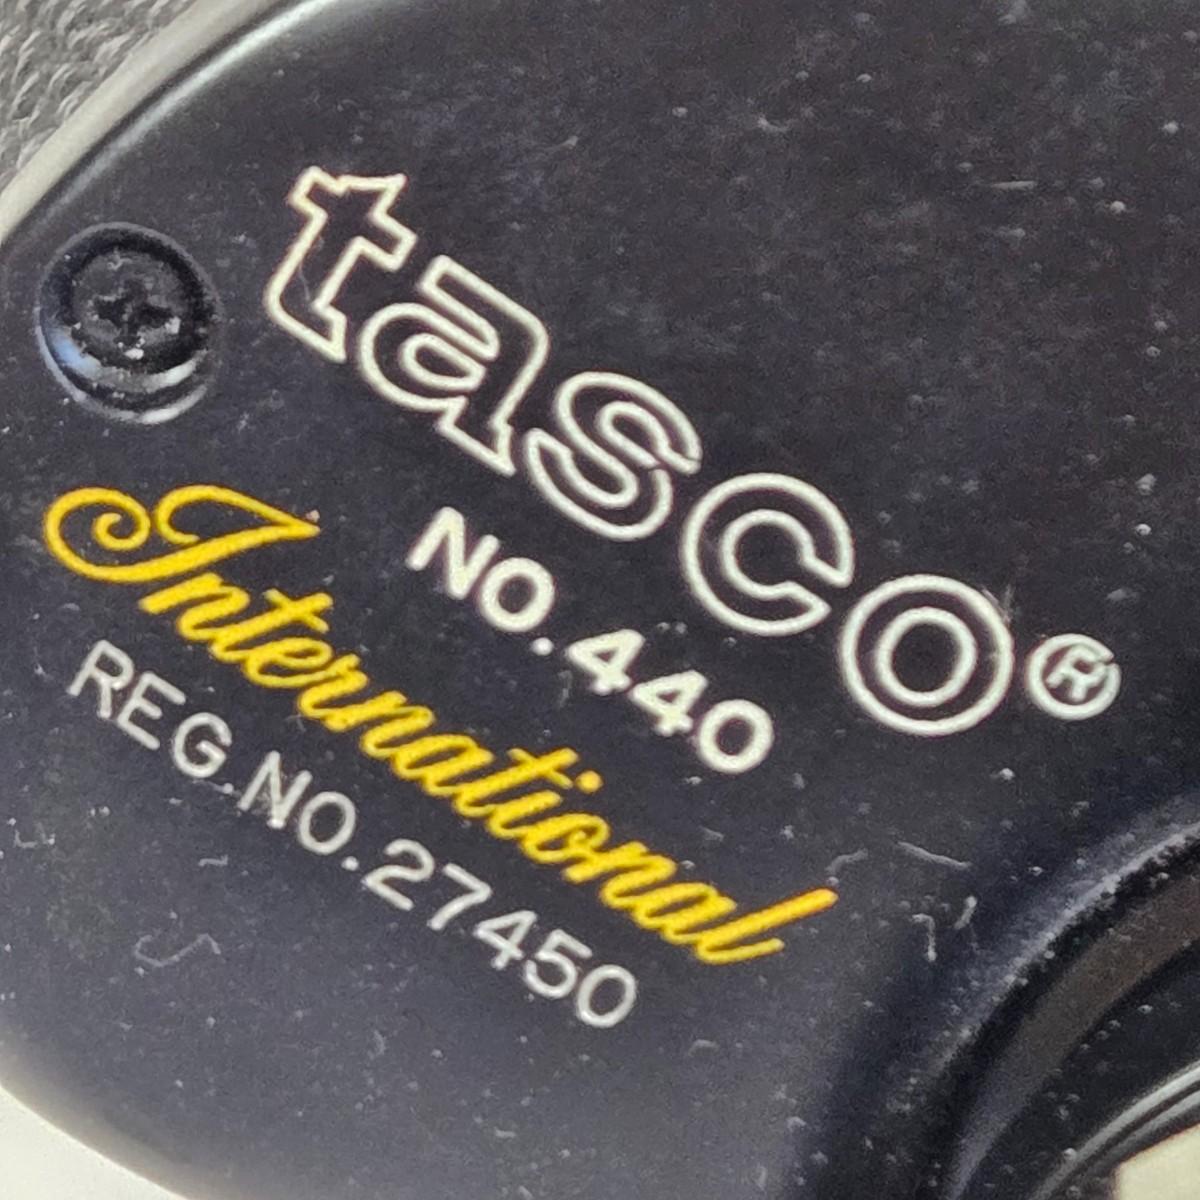 tasco®
NO.440
International
REG.NO.27450